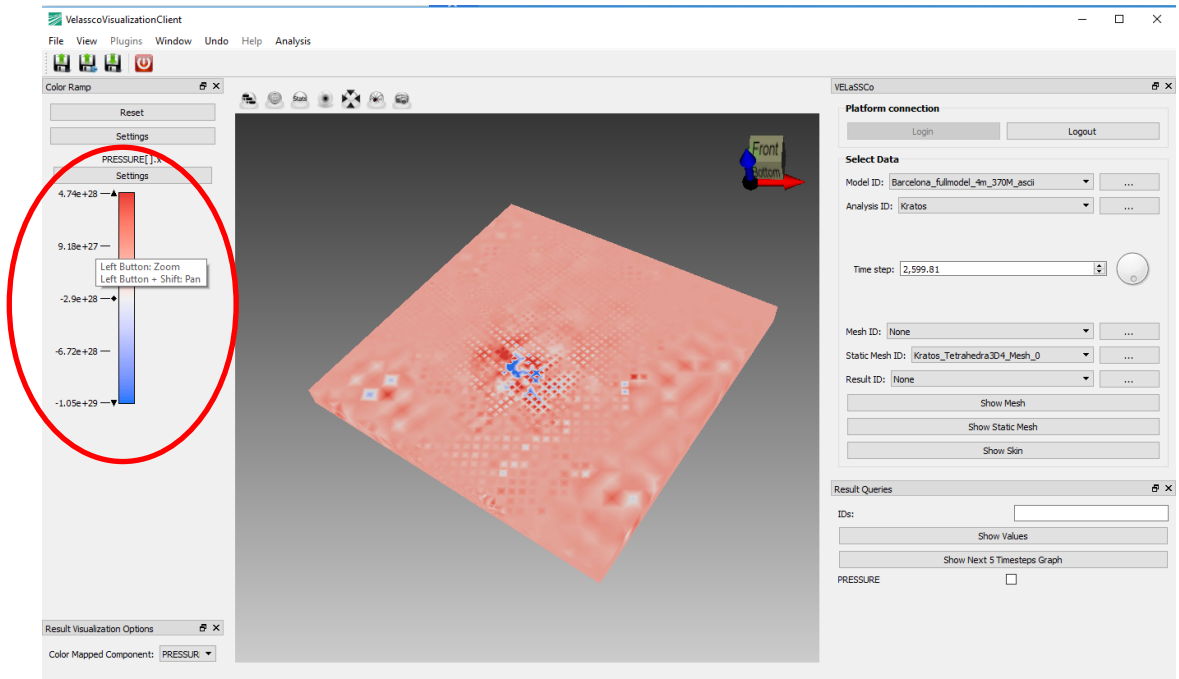 VelasscoVisualizationClient
File View Plugins Window Undo Help Analysis
Color Ramp
Reset
Settings
PRESSURE[].x
Settings
4.74e+28
9.18e+27
Left Button: Zoom
Left Button + Shift: Pan
-2.9e+28
-6.72e+28
-1.05e+29
Result Visualization Options
Color Mapped Component: PRESSUR
Stats
Front
Bottom
VELaSSCo
Platform connection
Login Logout
Select Data
Model ID: Barcelona_fullmodel_4m_370M_ascii ...
Analysis ID: Kratos ...
Time step: 2,599.81
Mesh ID: None ...
Static Mesh ID: Kratos_Tetrahedra3D4_Mesh_0 ...
Result ID: None ...
Show Mesh
Show Static Mesh
Show Skin
Result Queries
IDs:
Show Values
Show Next 5 Timesteps Graph
PRESSURE